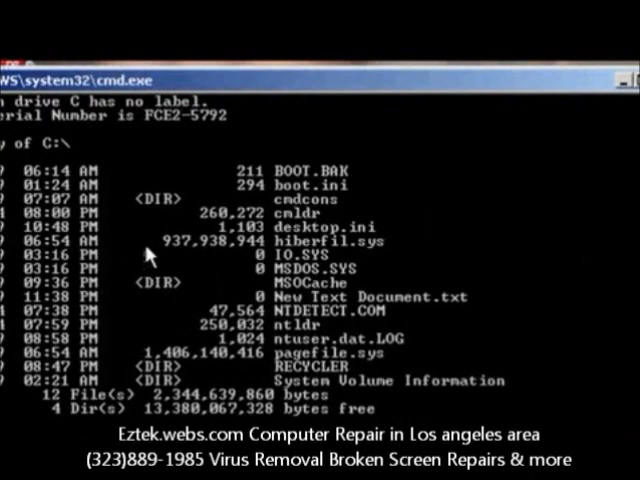 WS\system32\cmd.exe
drive C has no label.
erial Number is FCE2-5792
of C:\
06:14 AM 211 BOOT.BAK
01:24 AM 294 boot.ini
07:07 AM <DIR> cmdcons
08:00 PM 260,272 cmldr
10:48 PM 1,103 desktop.ini
06:54 AM 937,938,944 hiberfil.sys
03:16 PM 0 IO.SYS
03:16 PM 0 MSDOS.SYS
09:36 PM <DIR> MSOCache
11:38 PM 0 New Text Document.txt
07:38 PM 47,564 NTDETECT.COM
07:59 PM 250,032 ntldr
08:58 PM 1,024 ntuser.dat.LOG
06:54 AM 1,406,140,416 pagefile.sys
08:47 PM <DIR> RECYCLER
02:21 AM <DIR> System Volume Information
12 File(s) 2,344,639,860 bytes
4 Dir(s) 13,380,067,328 bytes free
Eztek.webs.com Computer Repair in Los angeles area
(323)889-1985 Virus Removal Broken Screen Repairs & more